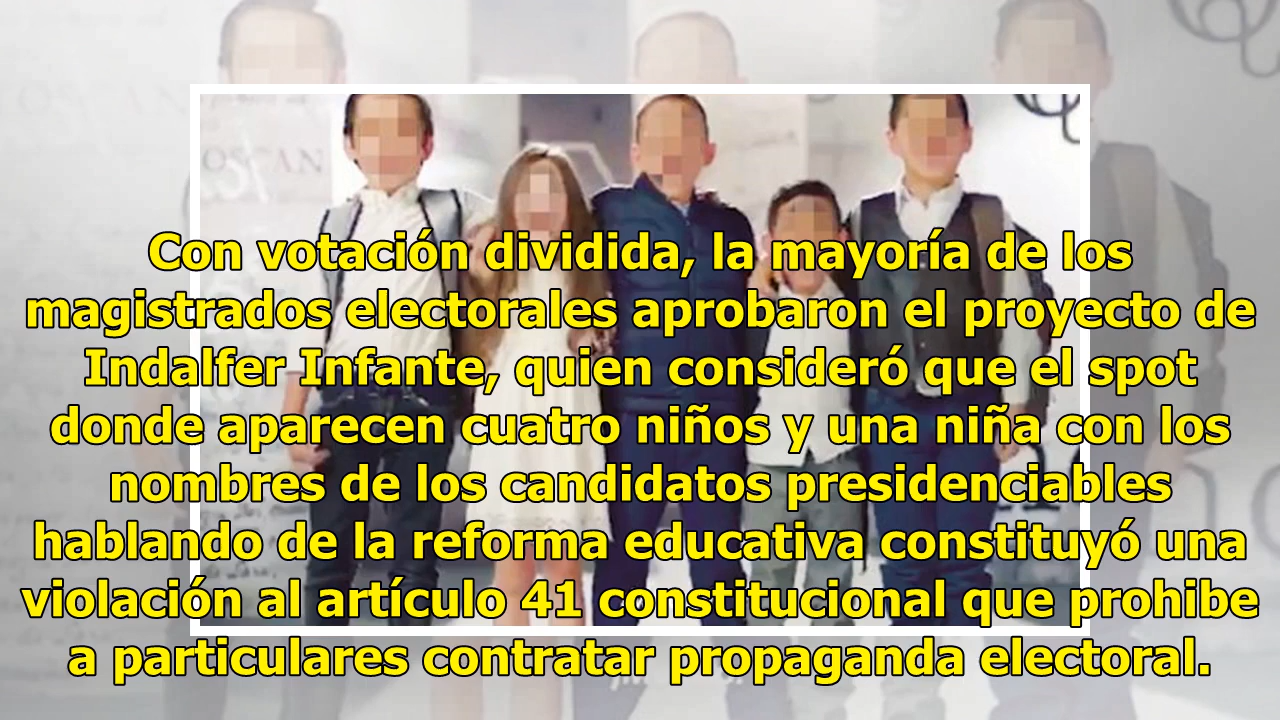 OSCAN
Con votación dividida, la mayoría de los
magistrados electorales aprobaron el proyecto de
Indalfer Infante, quien consideró que el spot
donde aparecen cuatro niños y una niña con los
nombres de los candidatos presidenciables
hablando de la reforma educativa constituyó una
violación al artículo 41 constitucional que prohibe
a particulares contratar propaganda electoral.